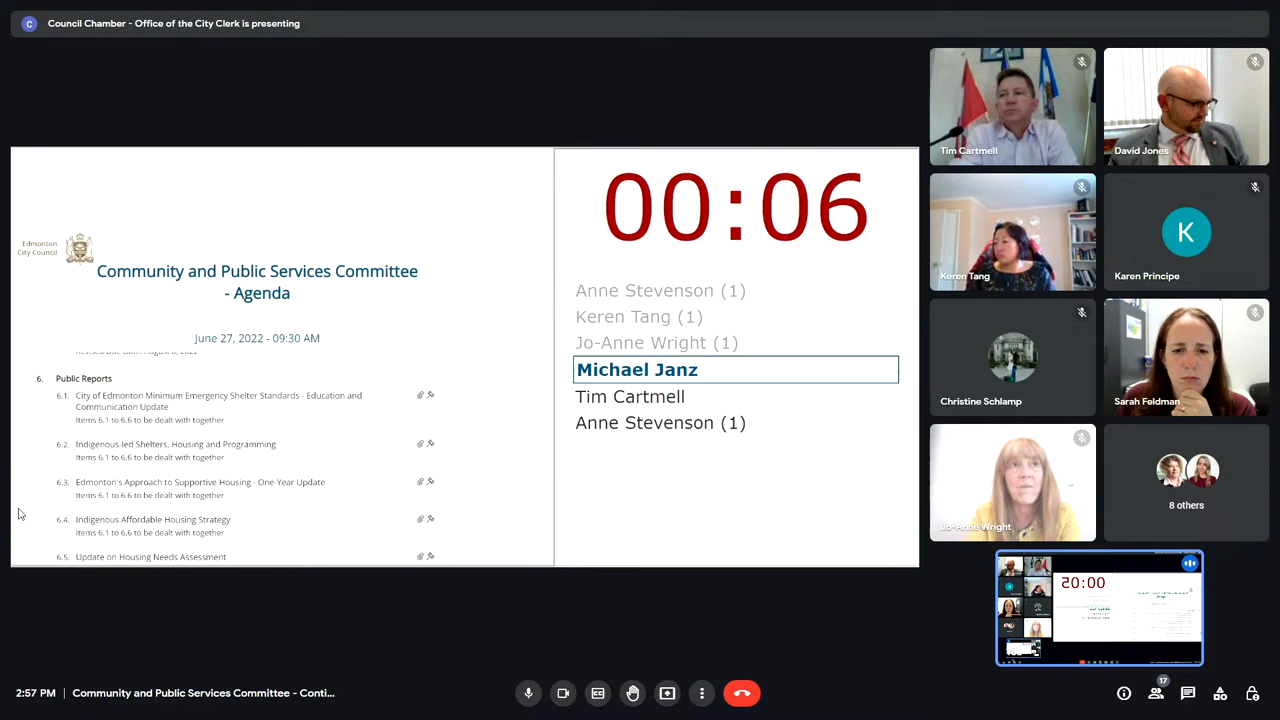 C
Council Chamber - Office of the City Clerk is presenting
Edmonton
City Council
Community and Public Services Committee
- Agenda
June 27, 2022 - 09:30 AM
6. Public Reports
6.1. City of Edmonton Minimum Emergency Shelter Standards - Education and
Communication Update
Items 6.1 to 6.6 to be dealt with together
6.2. Indigenous-led Shelters, Housing and Programming
Items 6.1 to 6.6 to be dealt with together
6.3. Edmonton's Approach to Supportive Housing - One-Year Update
Items 6.1 to 6.6 to be dealt with together
6.4. Indigenous Affordable Housing Strategy
Items 6.1 to 6.6 to be dealt with together
6.5. Update on Housing Needs Assessment
00:06
Anne Stevenson (1)
Keren Tang (1)
Jo-Anne Wright (1)
Michael Janz
Tim Cartmell
Anne Stevenson (1)
Tim Cartmell
David Jones
Keren Tang
K
Karen Principe
Christine Schlamp
Sarah Feldman
Jo-Anne Wright
8 others
00:05
2:57 PM | Community and Public Services Committee - Conti...
17